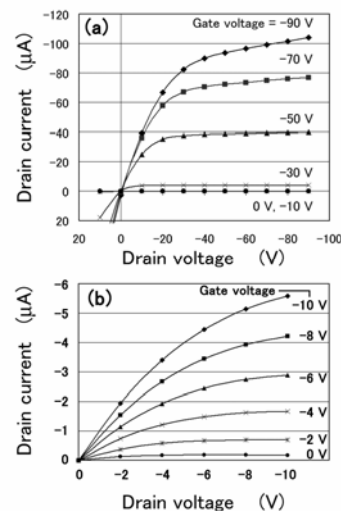 (a)
Gate voltage = -90 V
-70 V
-50 V
-30 V
0 V, -10 V
Drain current (μA)
-120
-100
-80
-60
-40
-20
0
20
20 0 -20 -40 -60 -80 -100
Drain voltage (V)
(b)
Gate voltage
-10 V
-8 V
-6 V
-4 V
-2 V
0 V
Drain current (μA)
-6
-5
-4
-3
-2
-1
0
0 -2 -4 -6 -8 -10
Drain voltage (V)